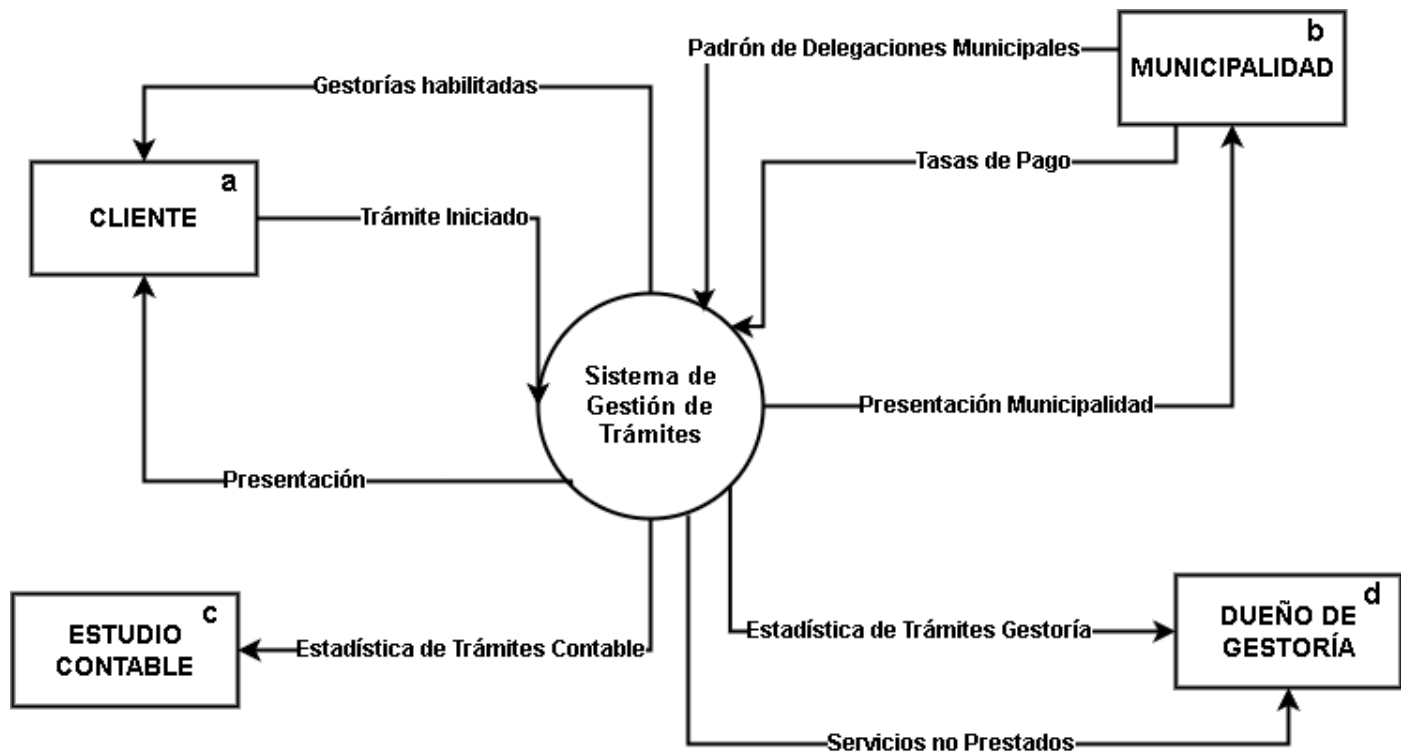 b
Padrón de Delegaciones Municipales
MUNICIPALIDAD
Gestorías habilitadas
Tasas de Pago
a
CLIENTE
Trámite Iniciado
Sistema de
Gestión de
Trámites
Presentación Municipalidad
Presentación
c
ESTUDIO
CONTABLE
Estadística de Trámites Contable
Estadística de Trámites Gestoría
d
DUEÑO DE
GESTORÍA
Servicios no Prestados